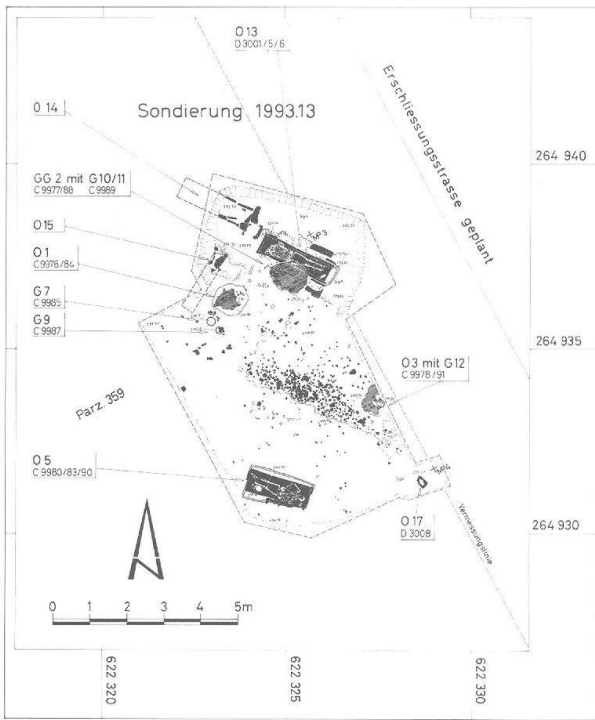 O 13
D 3001/5/6
Sondierung 1993.13
Erschliessungsstrasse geplant
O 14
264 940
GG 2 mit G10/11
C 9977/88 C 9989
MP3
O 15
O 1
C 9976/84
G 7
C 9985
G 9
C 9987
264 935
O 3 mit G12
C 9978/91
Parz. 359
O 5
C 9980/83/90
MP4
O 17
D 3008
Vermessungslinie
264 930
N
0 1 2 3 4 5m
622 320
622 325
622 330